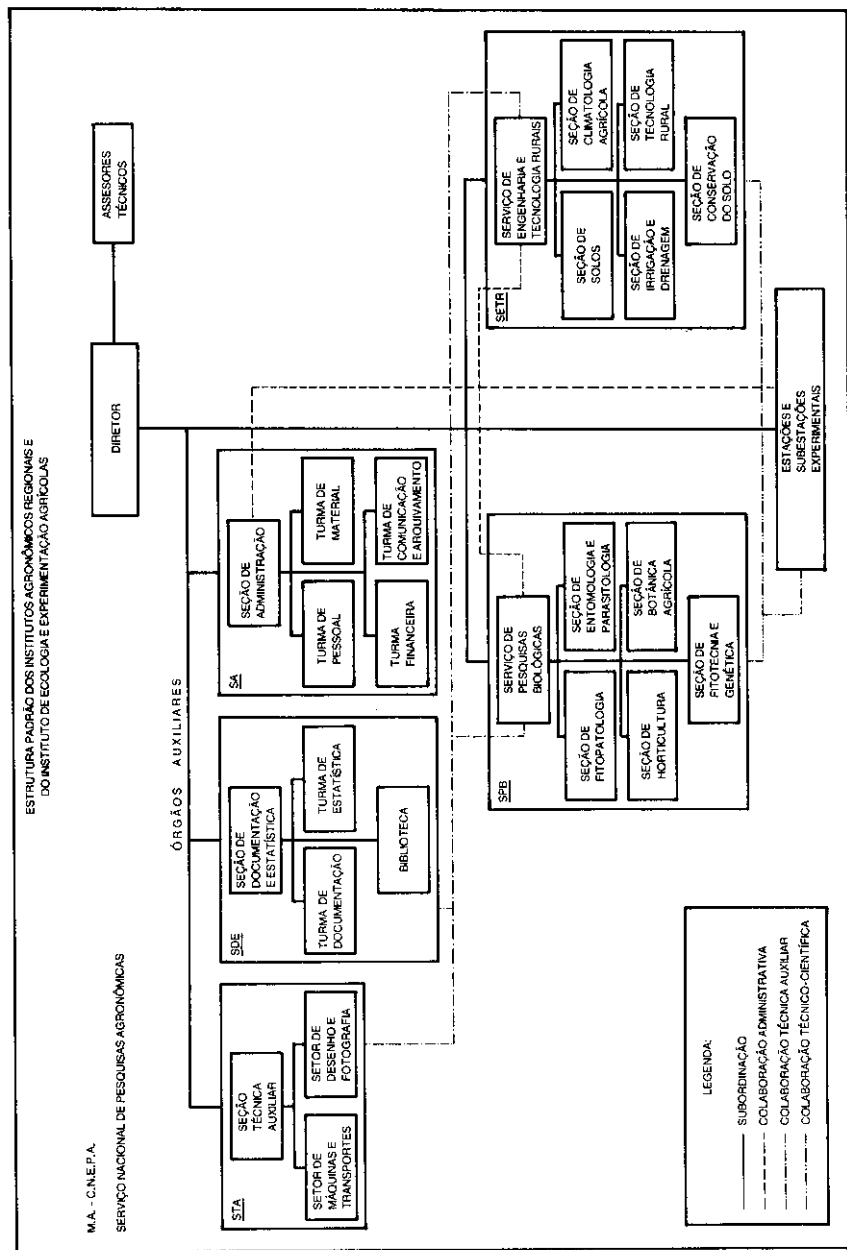 ESTRUTURA PADRÃO DOS INSTITUTOS AGRONÔMICOS REGIONAIS E
DO INSTITUTO DE ECOLOGIA E EXPERIMENTAÇÃO AGRÍCOLAS
M.A. - C.N.E.P.A.
SERVIÇO NACIONAL DE PESQUISAS AGRONÔMICAS
DIRETOR
ASSESORES
TÉCNICOS
ÓRGÃOS AUXILIARES
STA
SEÇÃO
TÉCNICA
AUXILIAR
SETOR DE
MÁQUINAS E
TRANSPORTES
SETOR DE
DESENHO E
FOTOGRAFIA
SDE
SEÇÃO DE
DOCUMENTAÇÃO
E ESTATÍSTICA
TURMA DE
DOCUMENTAÇÃO
TURMA DE
ESTATÍSTICA
BIBLIOTECA
SA
SEÇÃO DE
ADMINISTRAÇÃO
TURMA DE
PESSOAL
TURMA DE
MATERIAL
TURMA
FINANCEIRA
TURMA DE
COMUNICAÇÃO
E ARQUIVAMENTO
SPB
SERVIÇO DE
PESQUISAS
BIOLÓGICAS
SEÇÃO DE
FITOPATOLOGIA
SEÇÃO DE
ENTOMOLOGIA E
PARASITOLOGIA
SEÇÃO DE
HORTICULTURA
SEÇÃO DE
BOTÂNICA
AGRÍCOLA
SEÇÃO DE
FITOTECNIA E
GENÉTICA
SETR
SERVIÇO DE
ENGENHARIA E
TECNOLOGIA RURAIS
SEÇÃO DE
SOLOS
SEÇÃO DE
CLIMATOLOGIA
AGRÍCOLA
SEÇÃO DE
IRRIGAÇÃO E
DRENAGEM
SEÇÃO DE
TECNOLOGIA
RURAL
SEÇÃO DE
CONSERVAÇÃO
DO SOLO
ESTAÇÕES E
SUBESTAÇÕES
EXPERIMENTAIS
LEGENDA:
SUBORDINAÇÃO
COLABORAÇÃO ADMINISTRATIVA
COLABORAÇÃO TÉCNICA AUXILIAR
COLABORAÇÃO TÉCNICO-CIENTÍFICA